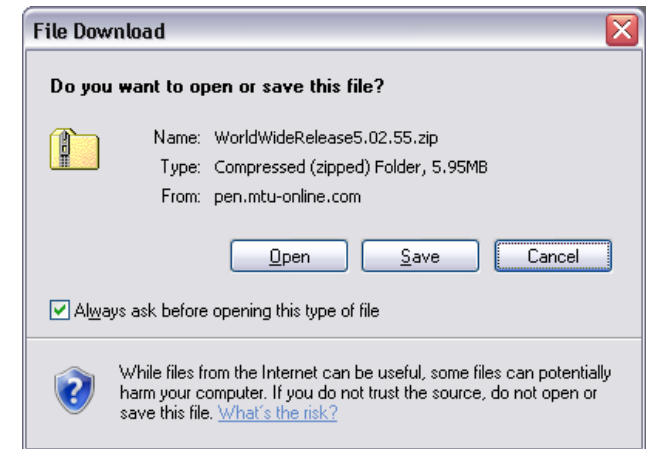 File Download
Do you want to open or save this file?
Name: WorldWideRelease5.02.55.zip
Type: Compressed (zipped) Folder, 5.95MB
From: pen.mtu-online.com
Open Save Cancel
Always ask before opening this type of file
While files from the Internet can be useful, some files can potentially
harm your computer. If you do not trust the source, do not open or
save this file. What's the risk?